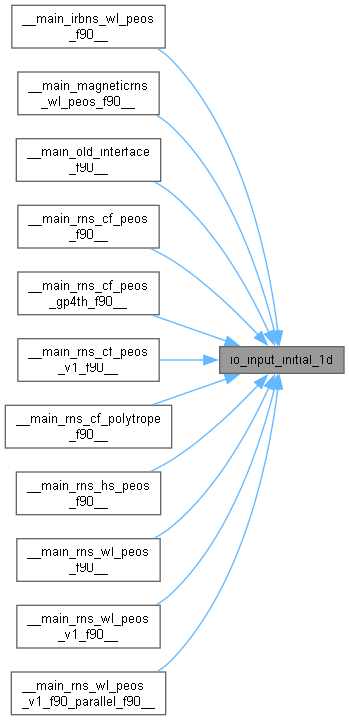 __main_irbns_wl_peos
_f90__
__main_magneticrns
_wl_peos_f90__
__main_old_interface
_f90__
__main_rns_cf_peos
_f90__
__main_rns_cf_peos
_gp4th_f90__
io_input_initial_1d
__main_rns_cf_peos
_v1_f90__
__main_rns_cf_polytrope
_f90__
__main_rns_hs_peos
_f90__
__main_rns_wl_peos
_f90__
__main_rns_wl_peos
_v1_f90__
__main_rns_wl_peos
_v1_f90_parallel_f90__